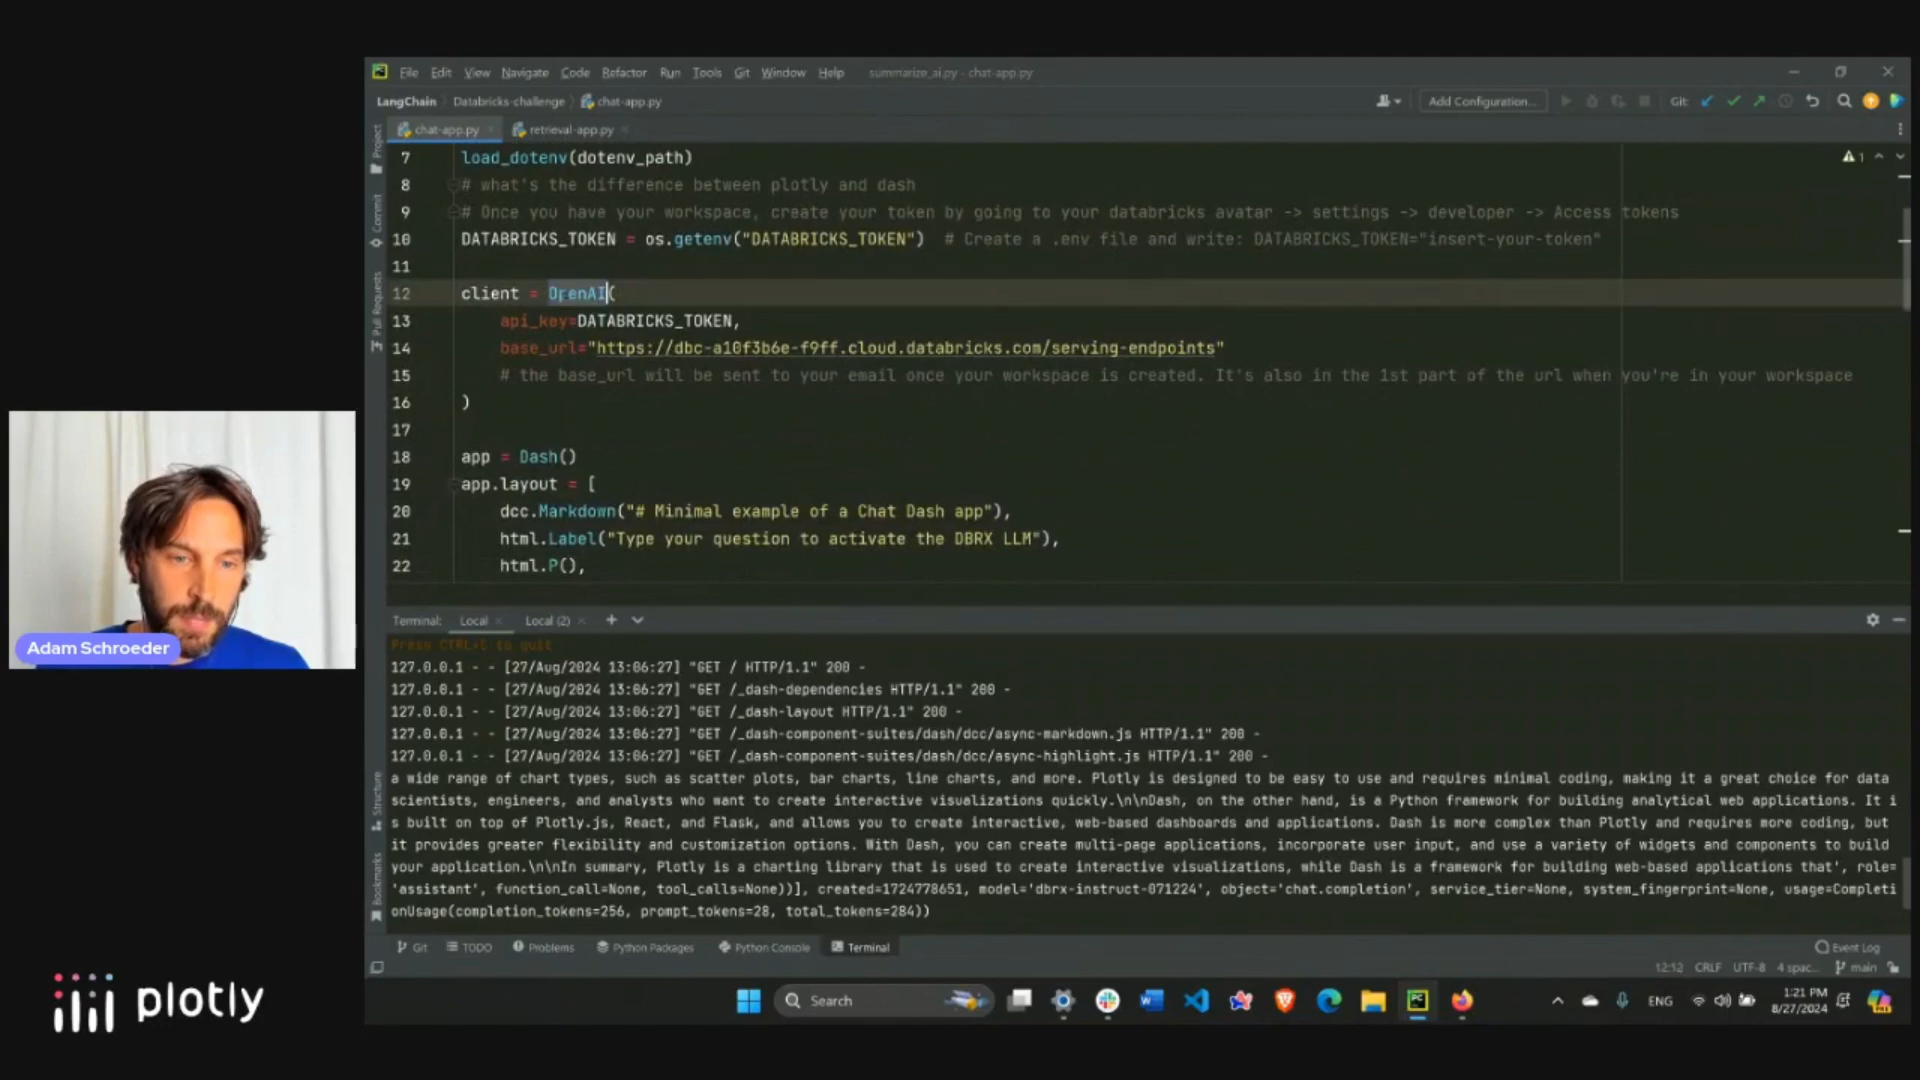 File Edit View Navigate Code Refactor Run Tools Git Window Help summarize_ai.py - chat-app.py
LangChain Databricks-challenge chat-app.py Add Configuration... Git:
chat-app.py retrieval-app.py
Project
Commit
Pull Requests
7 load_dotenv(dotenv_path)
8 # what's the difference between plotly and dash
9 # Once you have your workspace, create your token by going to your databricks avatar -> settings -> developer -> Access tokens
10 DATABRICKS_TOKEN = os.getenv("DATABRICKS_TOKEN") # Create a .env file and write: DATABRICKS_TOKEN="insert-your-token"
11
12 client = OpenAI(
13 api_key=DATABRICKS_TOKEN,
14 base_url="https://dbc-a10f3b6e-f9ff.cloud.databricks.com/serving-endpoints"
15 # the base_url will be sent to your email once your workspace is created. It's also in the 1st part of the url when you're in your workspace
16 )
17
18 app = Dash()
19 app.layout = [
20 dcc.Markdown("# Minimal example of a Chat Dash app"),
21 html.Label("Type your question to activate the DBRX LLM"),
22 html.P(),
1
Adam Schroeder
Terminal: Local Local (2)
Press CTRL+C to quit
127.0.0.1 - - [27/Aug/2024 13:06:27] "GET / HTTP/1.1" 200 -
127.0.0.1 - - [27/Aug/2024 13:06:27] "GET /_dash-dependencies HTTP/1.1" 200 -
127.0.0.1 - - [27/Aug/2024 13:06:27] "GET /_dash-layout HTTP/1.1" 200 -
127.0.0.1 - - [27/Aug/2024 13:06:27] "GET /_dash-component-suites/dash/dcc/async-markdown.js HTTP/1.1" 200 -
127.0.0.1 - - [27/Aug/2024 13:06:27] "GET /_dash-component-suites/dash/dcc/async-highlight.js HTTP/1.1" 200 -
a wide range of chart types, such as scatter plots, bar charts, line charts, and more. Plotly is designed to be easy to use and requires minimal coding, making it a great choice for data
scientists, engineers, and analysts who want to create interactive visualizations quickly.\n\nDash, on the other hand, is a Python framework for building analytical web applications. It i
s built on top of Plotly.js, React, and Flask, and allows you to create interactive, web-based dashboards and applications. Dash is more complex than Plotly and requires more coding, but
it provides greater flexibility and customization options. With Dash, you can create multi-page applications, incorporate user input, and use a variety of widgets and components to build
your application.\n\nIn summary, Plotly is a charting library that is used to create interactive visualizations, while Dash is a framework for building web-based applications that', role=
'assistant', function_call=None, tool_calls=None))], created=1724778651, model='dbrx-instruct-071224', object='chat.completion', service_tier=None, system_fingerprint=None, usage=Completi
onUsage(completion_tokens=256, prompt_tokens=28, total_tokens=284))
Structure
Bookmarks
Git TODO Problems Python Packages Python Console Terminal Event Log
12:12 CRLF UTF-8 4 spac... main
plotly
Search ENG 1:21 PM
8/27/2024